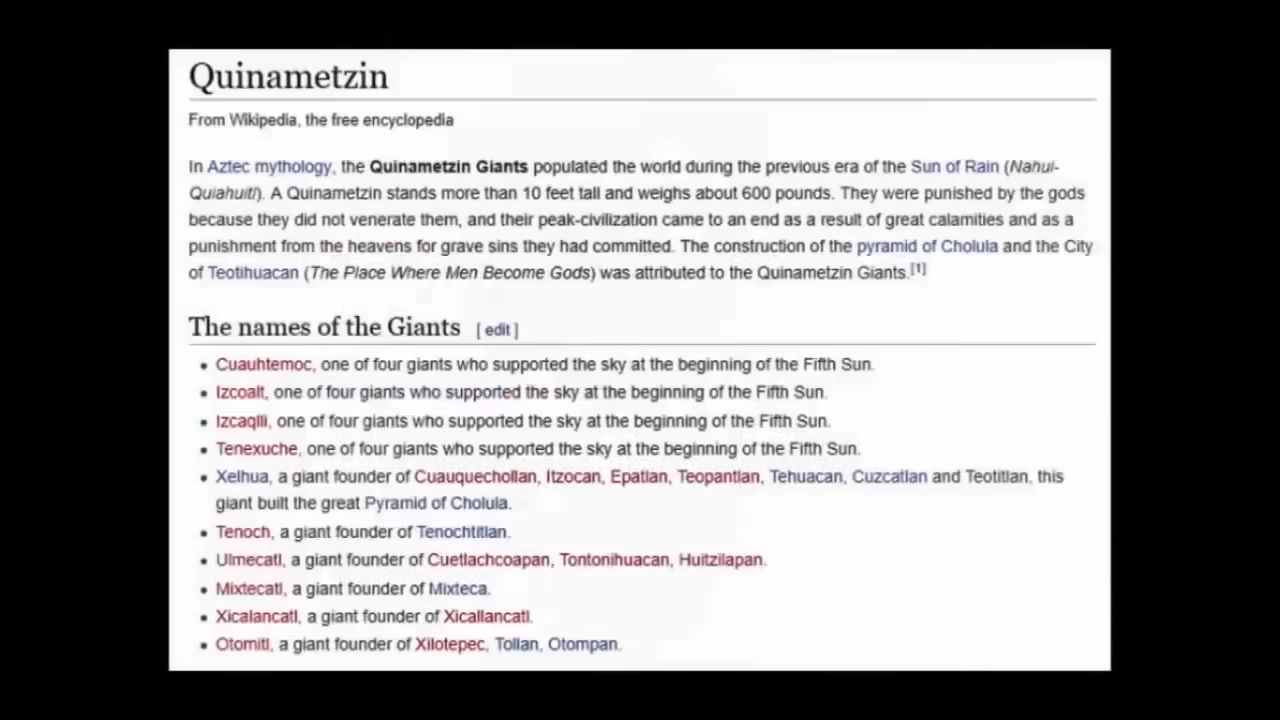 Quinametzin
From Wikipedia, the free encyclopedia
In Aztec mythology, the Quinametzin Giants populated the world during the previous era of the Sun of Rain (Nahui-
Quiahuitl). A Quinametzin stands more than 10 feet tall and weighs about 600 pounds. They were punished by the gods
because they did not venerate them, and their peak-civilization came to an end as a result of great calamities and as a
punishment from the heavens for grave sins they had committed. The construction of the pyramid of Cholula and the City
of Teotihuacan (The Place Where Men Become Gods) was attributed to the Quinametzin Giants.[1]
The names of the Giants [ edit ]
• Cuauhtemoc, one of four giants who supported the sky at the beginning of the Fifth Sun.
• Izcoalt, one of four giants who supported the sky at the beginning of the Fifth Sun.
• Izcaqlli, one of four giants who supported the sky at the beginning of the Fifth Sun.
• Tenexuche, one of four giants who supported the sky at the beginning of the Fifth Sun.
• Xelhua, a giant founder of Cuauquechollan, Itzocan, Epatlan, Teopantlan, Tehuacan, Cuzcatlan and Teotitlan, this
giant built the great Pyramid of Cholula.
• Tenoch, a giant founder of Tenochtitlan.
• Ulmecatl, a giant founder of Cuetlachcoapan, Tontonihuacan, Huitzilapan.
• Mixtecatl, a giant founder of Mixteca.
• Xicalancatl, a giant founder of Xicallancatl.
• Otomitl, a giant founder of Xilotepec, Tollan, Otompan.